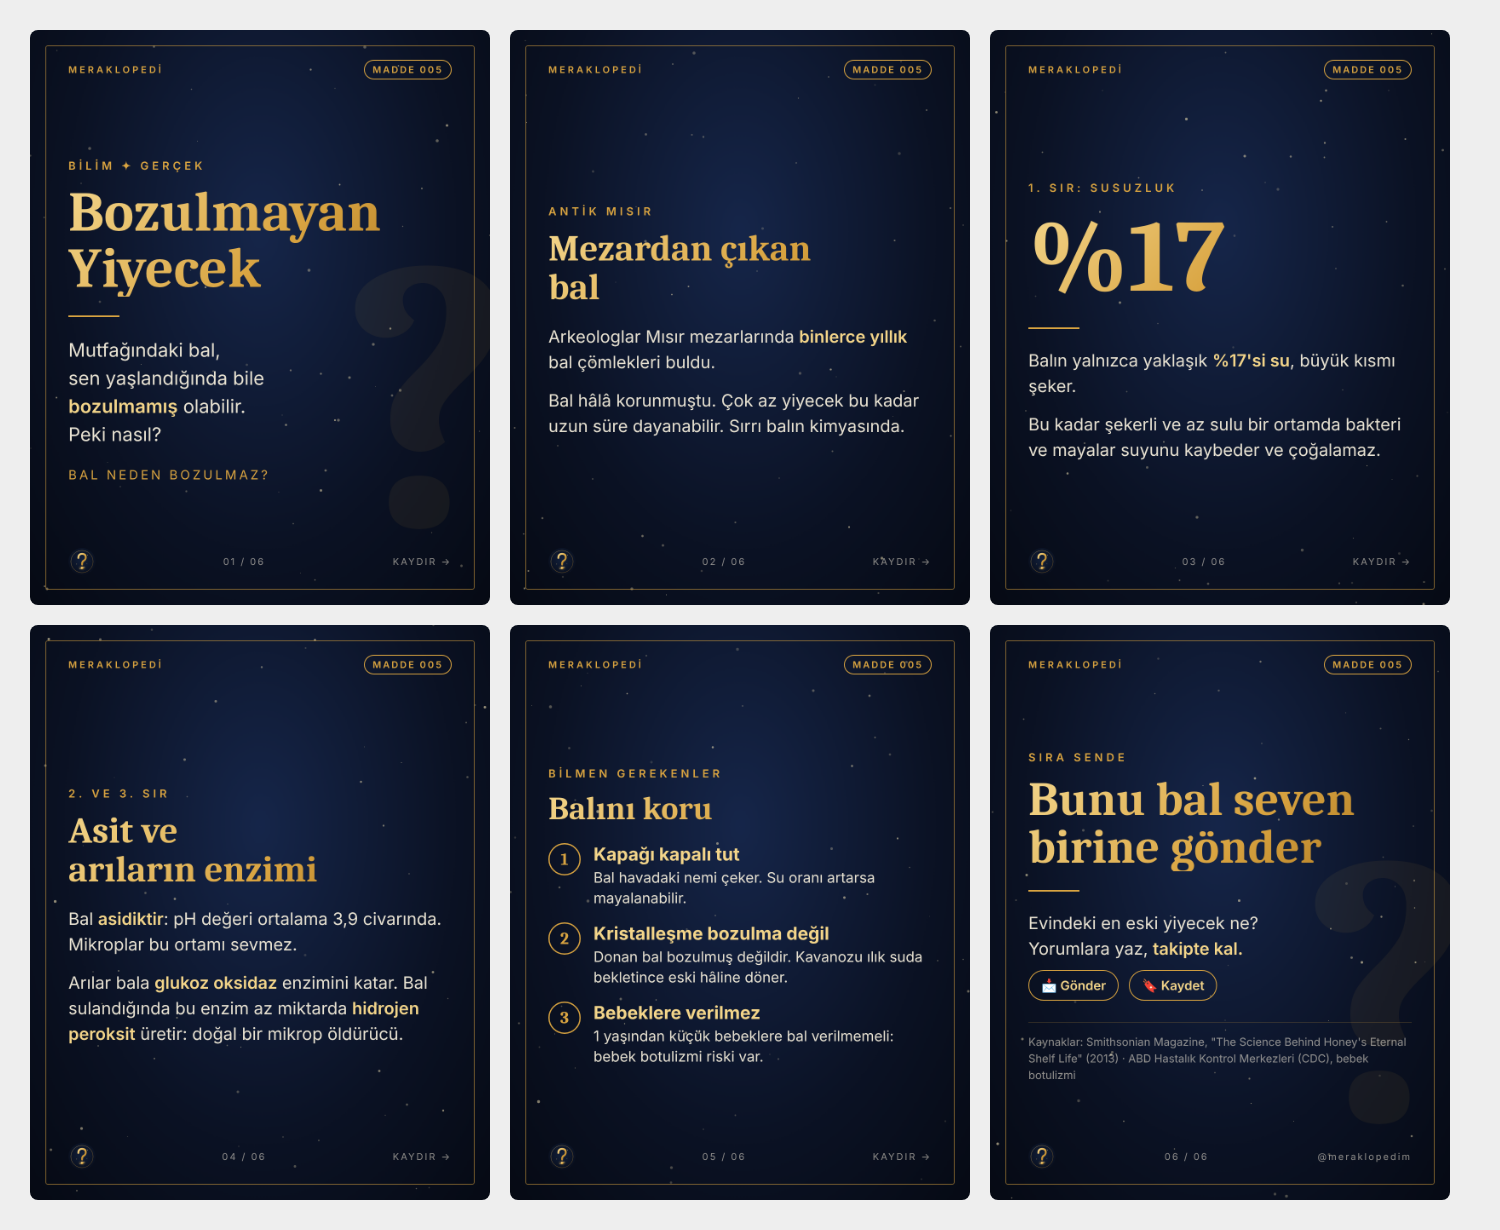 MERAKLOPEDİ
MADDE 005
BİLİM ✦ GERÇEK
Bozulmayan
Yiyecek
Mutfağındaki bal,
sen yaşlandığında bile
bozulmamış olabilir.
Peki nasıl?
BAL NEDEN BOZULMAZ?
?
01 / 06
KAYDIR →
MERAKLOPEDİ
MADDE 005
ANTİK MISIR
Mezardan çıkan
bal
Arkeologlar Mısır mezarlarında binlerce yıllık
bal çömlekleri buldu.
Bal hâlâ korunmuştu. Çok az yiyecek bu kadar
uzun süre dayanabilir. Sırrı balın kimyasında.
?
02 / 06
KAYDIR →
MERAKLOPEDİ
MADDE 005
1. SIR: SUSUZLUK
%17
Balın yalnızca yaklaşık %17'si su, büyük kısmı
şeker.
Bu kadar şekerli ve az sulu bir ortamda bakteri
ve mayalar suyunu kaybeder ve çoğalamaz.
?
03 / 06
KAYDIR →
MERAKLOPEDİ
MADDE 005
2. VE 3. SIR
Asit ve
arıların enzimi
Bal asidiktir: pH değeri ortalama 3,9 civarında.
Mikroplar bu ortamı sevmez.
Arılar bala glukoz oksidaz enzimini katar. Bal
sulandığında bu enzim az miktarda hidrojen
peroksit üretir: doğal bir mikrop öldürücü.
?
04 / 06
KAYDIR →
MERAKLOPEDİ
MADDE 005
BİLMEN GEREKENLER
Balını koru
1 Kapağı kapalı tut
Bal havadaki nemi çeker. Su oranı artarsa
mayalanabilir.
2 Kristalleşme bozulma değil
Donan bal bozulmuş değildir. Kavanozu ılık suda
bekletince eski hâline döner.
3 Bebeklere verilmez
1 yaşından küçük bebeklere bal verilmemeli:
bebek botulizmi riski var.
?
05 / 06
KAYDIR →
MERAKLOPEDİ
MADDE 005
SIRA SENDE
Bunu bal seven
birine gönder
Evindeki en eski yiyecek ne?
Yorumlara yaz, takipte kal.
📩 Gönder
🔖 Kaydet
Kaynaklar: Smithsonian Magazine, "The Science Behind Honey's Eternal
Shelf Life" (2013) · ABD Hastalık Kontrol Merkezleri (CDC), bebek
botulizmi
?
06 / 06
@meraklopedim